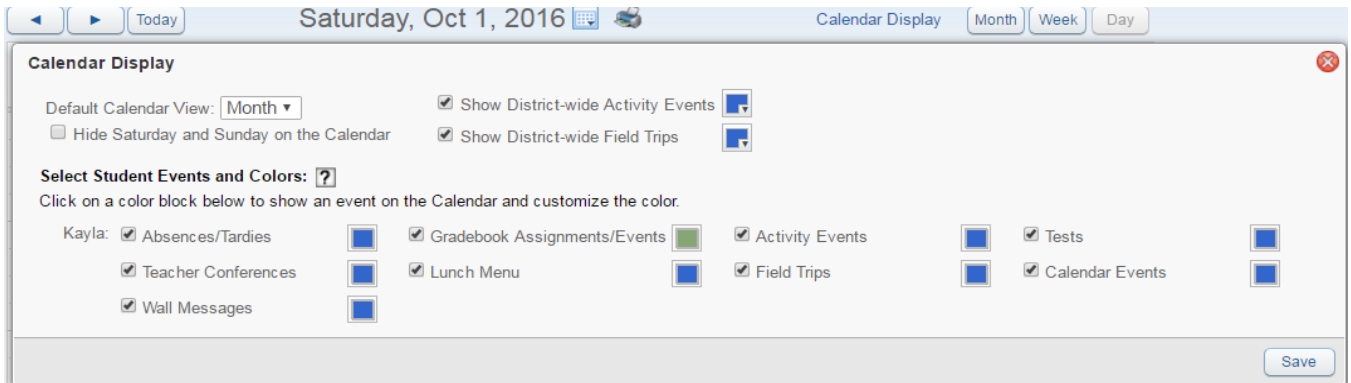 Today Saturday, Oct 1, 2016 Calendar Display Month Week Day
Calendar Display
Default Calendar View: Month Show District-wide Activity Events
Hide Saturday and Sunday on the Calendar Show District-wide Field Trips
Select Student Events and Colors: ?
Click on a color block below to show an event on the Calendar and customize the color.
Kayla: Absences/Tardies Gradebook Assignments/Events Activity Events Tests
Teacher Conferences Lunch Menu Field Trips Calendar Events
Wall Messages
Save